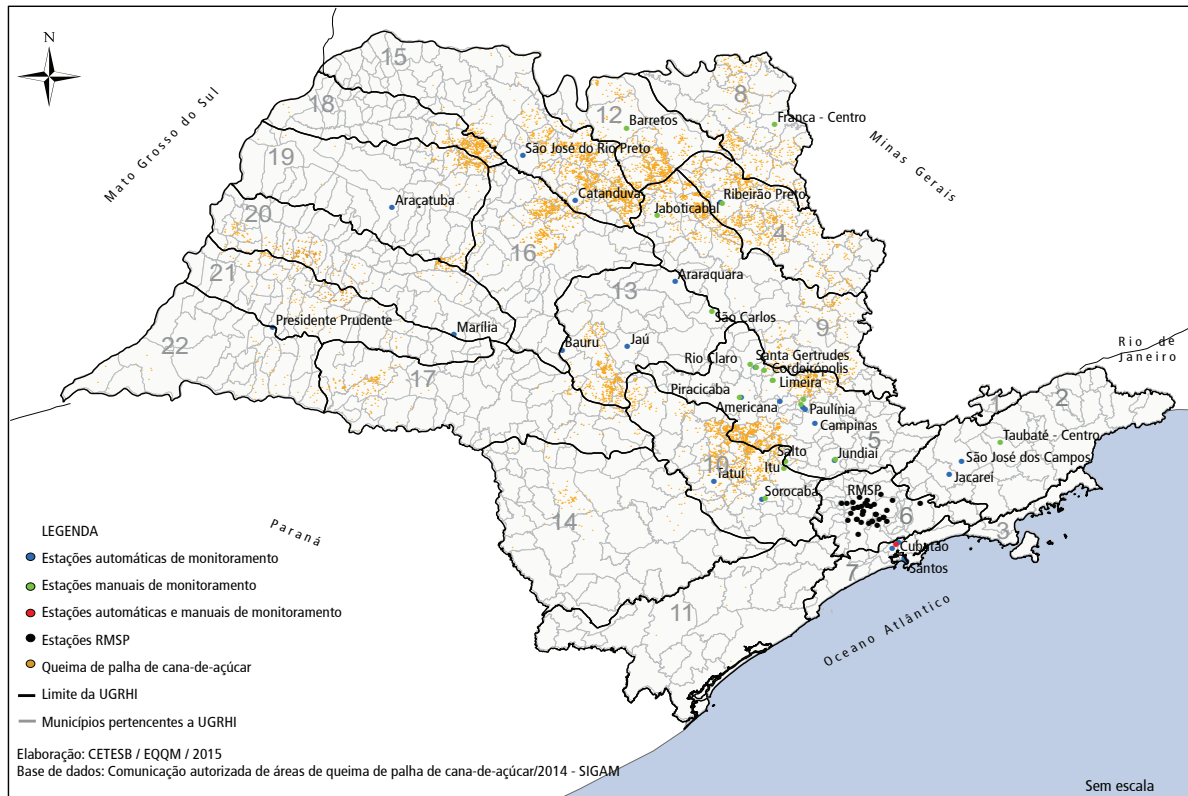 N
Mato Grosso do Sul
Minas Gerais
Rio de
Janeiro
Paraná
Oceano Atlântico
15
18
19
20
21
22
12
8
16
4
13
9
17
10
5
14
11
6
7
3
1
2
Barretos
Franca - Centro
São José do Rio Preto
Catanduva
Ribeirão Preto
Jaboticabal
Araçatuba
Araraquara
São Carlos
Presidente Prudente
Marília
Bauru
Jaú
Rio Claro
Santa Gertrudes
Cordeirópolis
Limeira
Piracicaba
Americana
Paulínia
Campinas
Salto
Itu
Jundiaí
Tatuí
Sorocaba
RMSP
Taubaté - Centro
São José dos Campos
Jacareí
Cubatão
Santos
LEGENDA
Estações automáticas de monitoramento
Estações manuais de monitoramento
Estações automáticas e manuais de monitoramento
Estações RMSP
Queima de palha de cana-de-açúcar
Limite da UGRHI
Municípios pertencentes a UGRHI
Elaboração: CETESB / EQQM / 2015
Base de dados: Comunicação autorizada de áreas de queima de palha de cana-de-açúcar/2014 - SIGAM
Sem escala